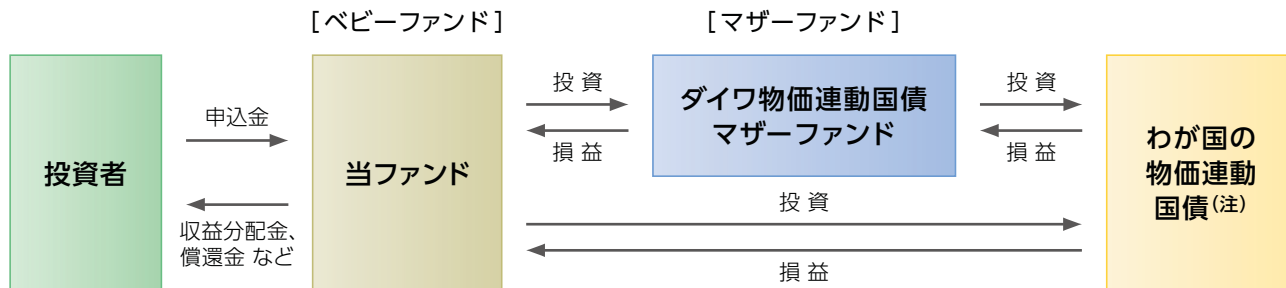 [ベビーファンド]
[マザーファンド]
投資者
申込金
収益分配金、
償還金 など
当ファンド
投 資
損 益
ダイワ物価連動国債
マザーファンド
投 資
損 益
投 資
損 益
わが国の
物価連動
国債(注)